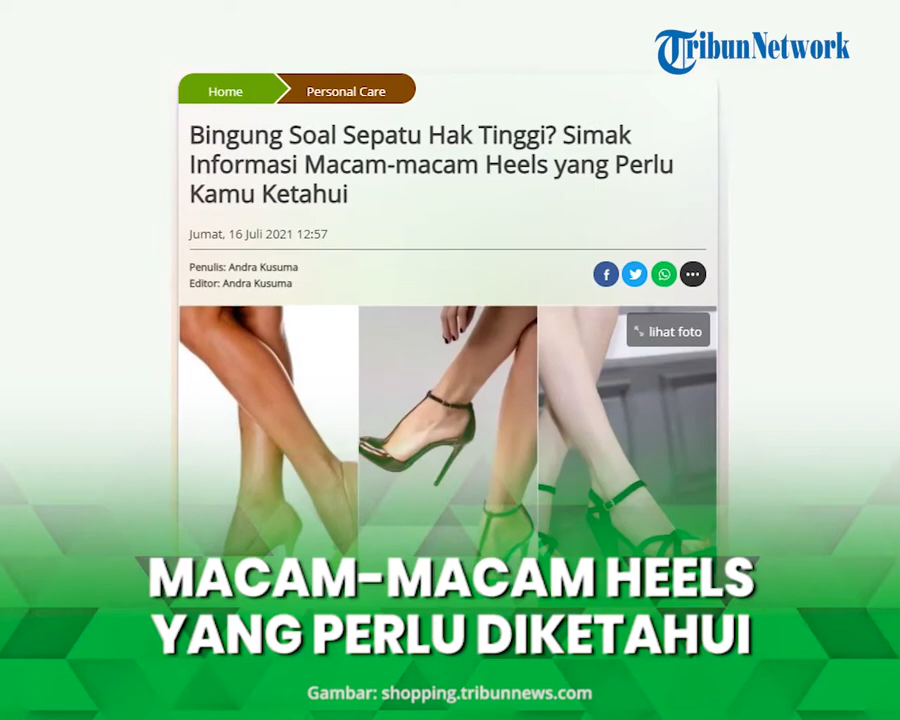 TribunNetwork
Home
Personal Care
Bingung Soal Sepatu Hak Tinggi? Simak
Informasi Macam-macam Heels yang Perlu
Kamu Ketahui
Jumat, 16 Juli 2021 12:57
Penulis: Andra Kusuma
Editor: Andra Kusuma
lihat foto
MACAM-MACAM HEELS
YANG PERLU DIKETAHUI
Gambar: shopping.tribunnews.com